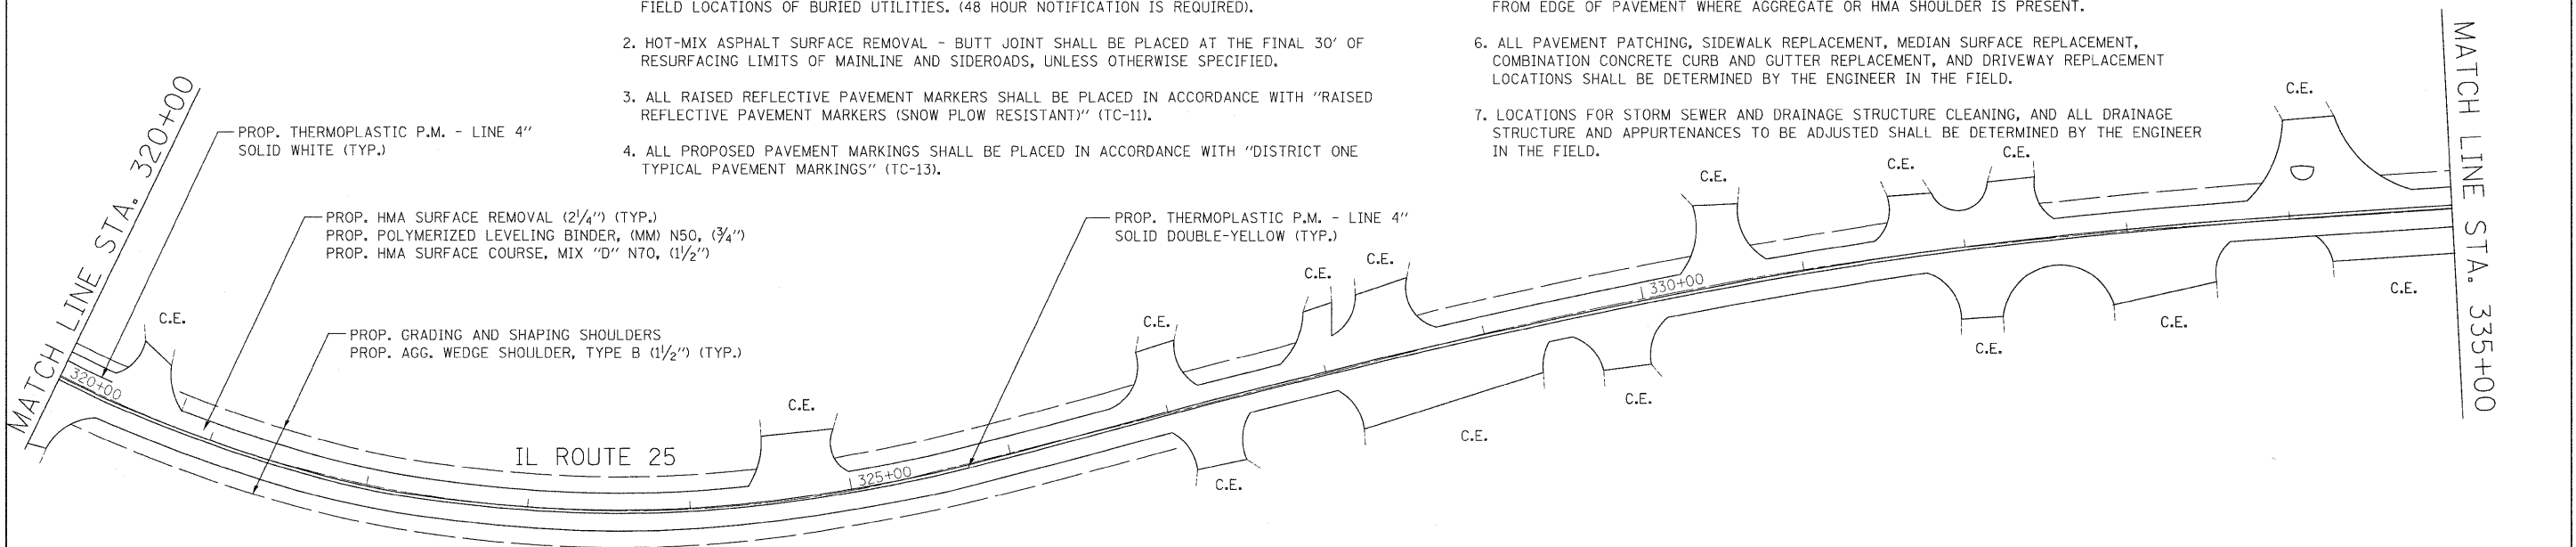 FIELD LOCATIONS OF BURIED UTILITIES. (48 HOUR NOTIFICATION IS REQUIRED).
2. HOT-MIX ASPHALT SURFACE REMOVAL - BUTT JOINT SHALL BE PLACED AT THE FINAL 30' OF
RESURFACING LIMITS OF MAINLINE AND SIDEROADS, UNLESS OTHERWISE SPECIFIED.
3. ALL RAISED REFLECTIVE PAVEMENT MARKERS SHALL BE PLACED IN ACCORDANCE WITH "RAISED
REFLECTIVE PAVEMENT MARKERS (SNOW PLOW RESISTANT)" (TC-11).
4. ALL PROPOSED PAVEMENT MARKINGS SHALL BE PLACED IN ACCORDANCE WITH "DISTRICT ONE
TYPICAL PAVEMENT MARKINGS" (TC-13).
FROM EDGE OF PAVEMENT WHERE AGGREGATE OR HMA SHOULDER IS PRESENT.
6. ALL PAVEMENT PATCHING, SIDEWALK REPLACEMENT, MEDIAN SURFACE REPLACEMENT,
COMBINATION CONCRETE CURB AND GUTTER REPLACEMENT, AND DRIVEWAY REPLACEMENT
LOCATIONS SHALL BE DETERMINED BY THE ENGINEER IN THE FIELD.
7. LOCATIONS FOR STORM SEWER AND DRAINAGE STRUCTURE CLEANING, AND ALL DRAINAGE
STRUCTURE AND APPURTENANCES TO BE ADJUSTED SHALL BE DETERMINED BY THE ENGINEER
IN THE FIELD.
MATCH LINE STA. 320+00
PROP. THERMOPLASTIC P.M. - LINE 4"
SOLID WHITE (TYP.)
PROP. HMA SURFACE REMOVAL (2 1/4") (TYP.)
PROP. POLYMERIZED LEVELING BINDER, (MM) N50, (3/4")
PROP. HMA SURFACE COURSE, MIX "D" N70, (1 1/2")
PROP. GRADING AND SHAPING SHOULDERS
PROP. AGG. WEDGE SHOULDER, TYPE B (1 1/2") (TYP.)
PROP. THERMOPLASTIC P.M. - LINE 4"
SOLID DOUBLE-YELLOW (TYP.)
C.E.
C.E.
C.E.
C.E.
C.E.
C.E.
C.E.
C.E.
C.E.
320+00
IL ROUTE 25
325+00
330+00
C.E.
C.E.
C.E.
C.E.
C.E.
C.E.
MATCH LINE STA. 335+00